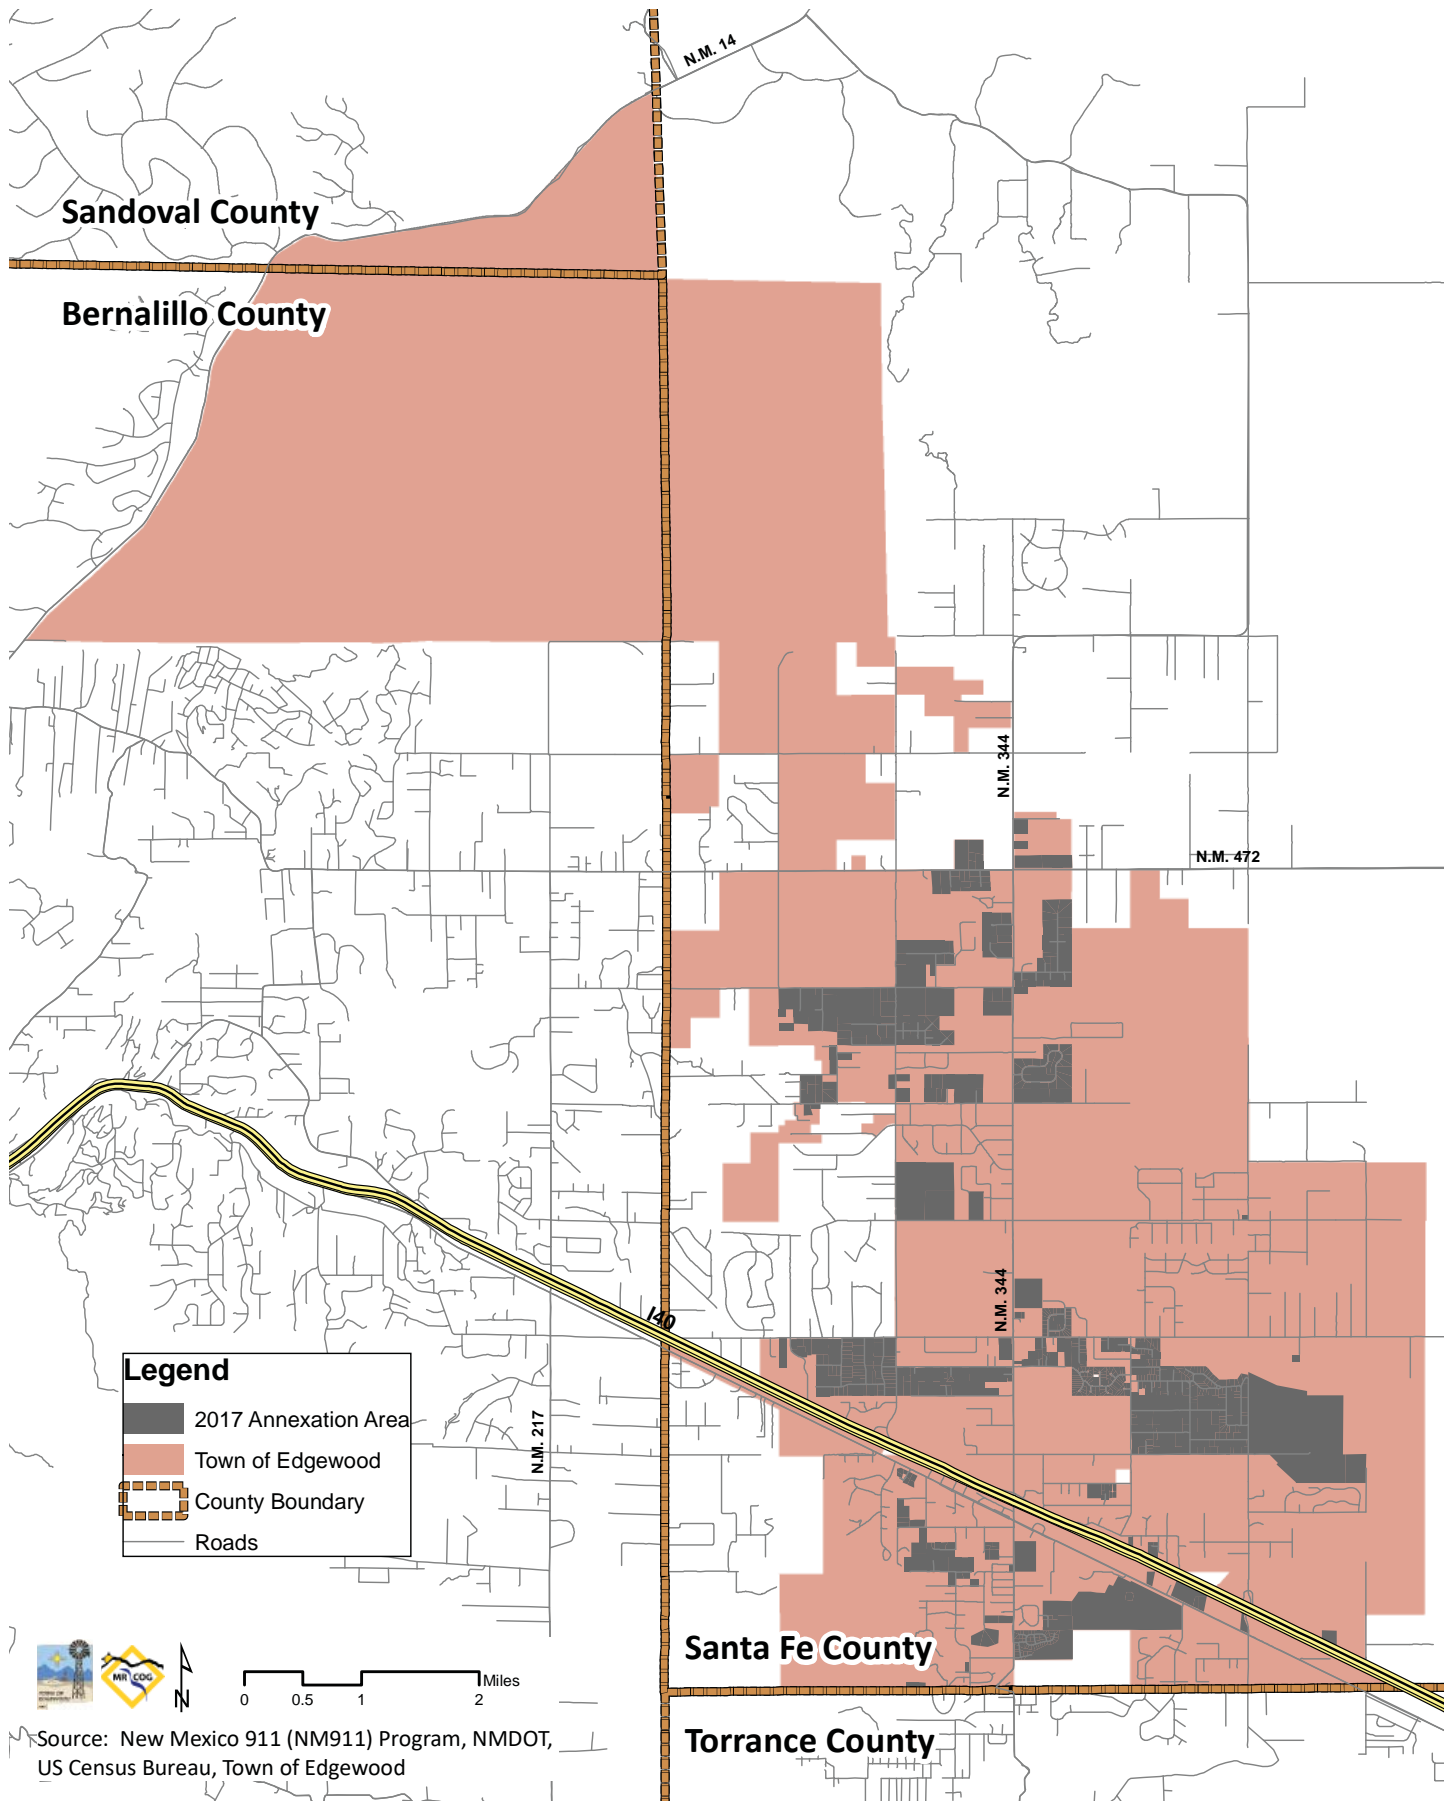 N.M. 14
Sandoval County
Bernalillo County
N.M. 344
N.M. 472
N.M. 344
I40
Legend
2017 Annexation Area
Town of Edgewood
County Boundary
Roads
N.M. 217
Santa Fe County
MR COG
N
Miles
0 0.5 1 2
Source: New Mexico 911 (NM911) Program, NMDOT,
US Census Bureau, Town of Edgewood
Torrance County